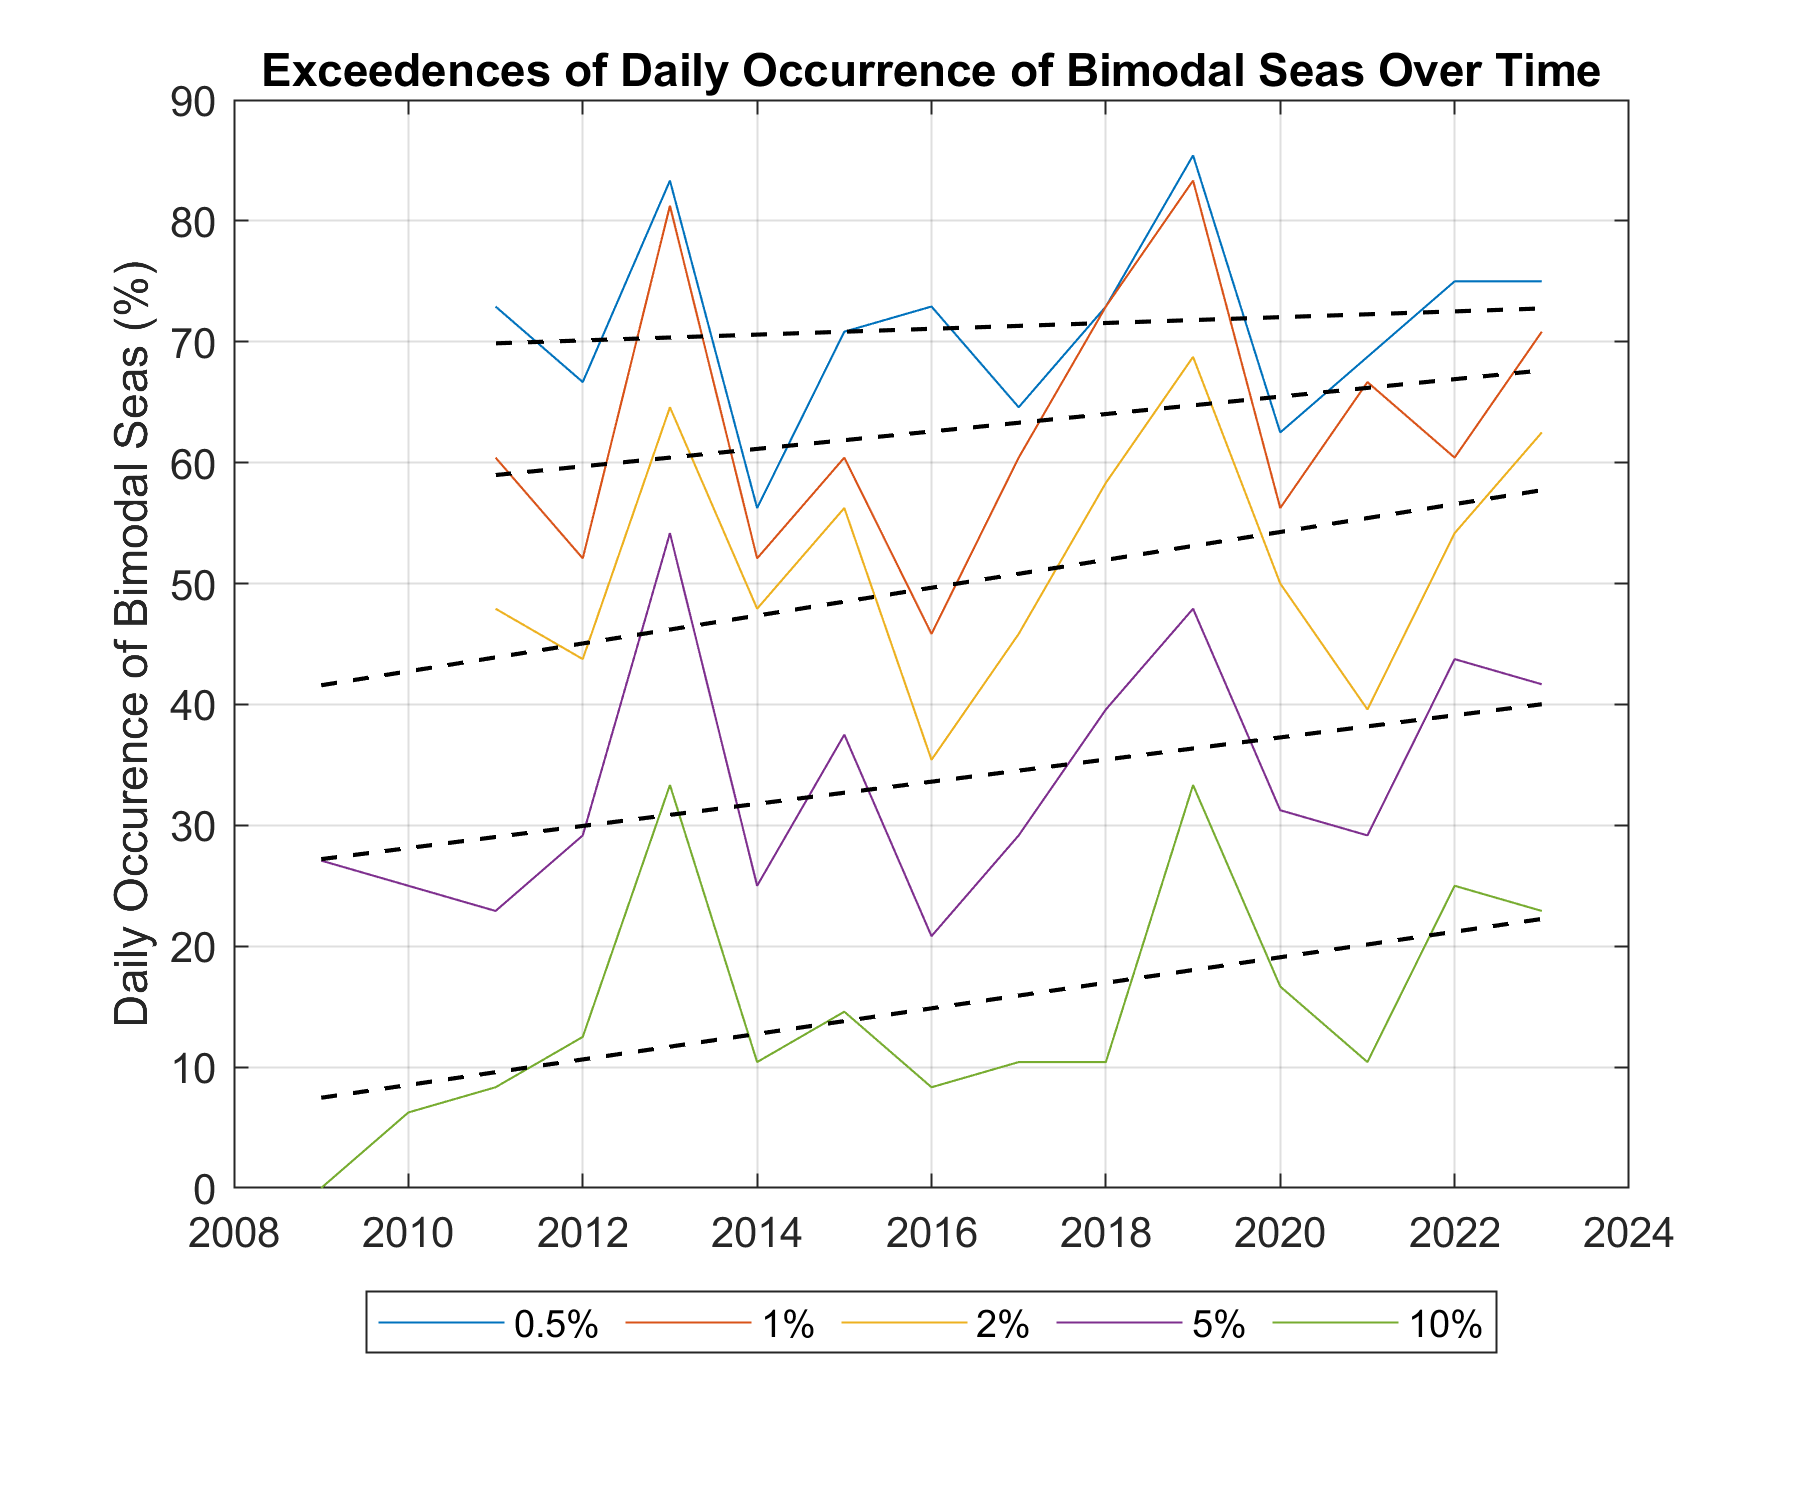 Exceedences of Daily Occurrence of Bimodal Seas Over Time
Daily Occurence of Bimodal Seas (%)
90
80
70
60
50
40
30
20
10
0
2008 2010 2012 2014 2016 2018 2020 2022 2024
0.5% 1% 2% 5% 10%